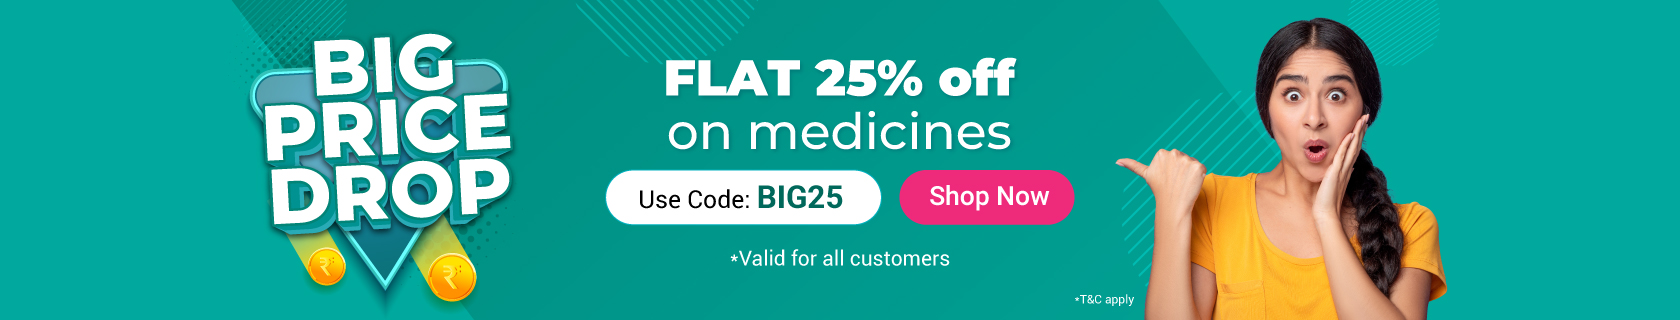 BIG
PRICE
DROP
FLAT 25% off
on medicines
Use Code: BIG25
Shop Now
*Valid for all customers
*T&C apply
₹
₹